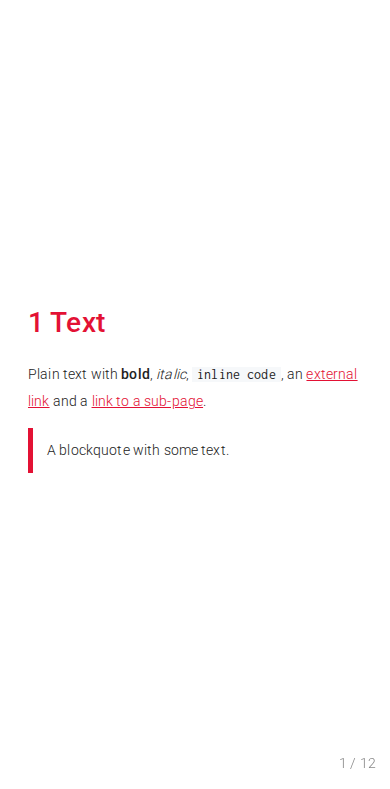 1 Text
Plain text with bold, italic, inline code , an external
link and a link to a sub-page.
A blockquote with some text.
1 / 12